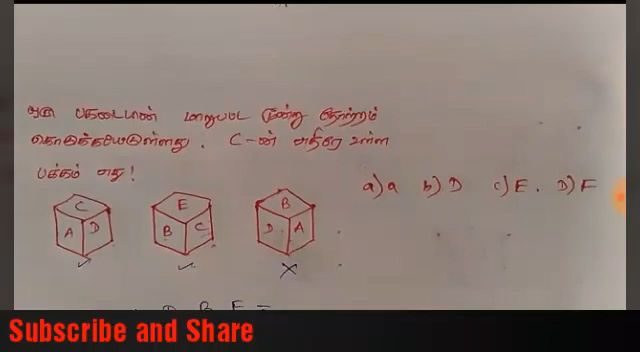 ஒரு பகடையின் மாறுபட்ட மூன்று தோற்றம்
கொடுக்கப்பட்டுள்ளது. C-ன் எதிரே உள்ள
பக்கம் எது!
a) a b) D c) E. D) F
C E B
A D B C D A
✓ ✓ ✗
Subscribe and Share